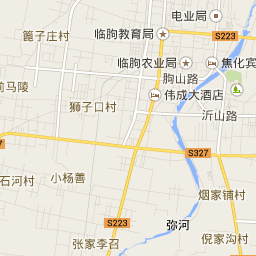 电业局
篦子庄村
临朐教育局
S223
临朐农业局
焦化宾
朐山路
前马陵
伟成大酒店
狮子口村
沂山路
S327
小杨善
石河村
烟家铺村
S223
弥河
张家李召
倪家沟村